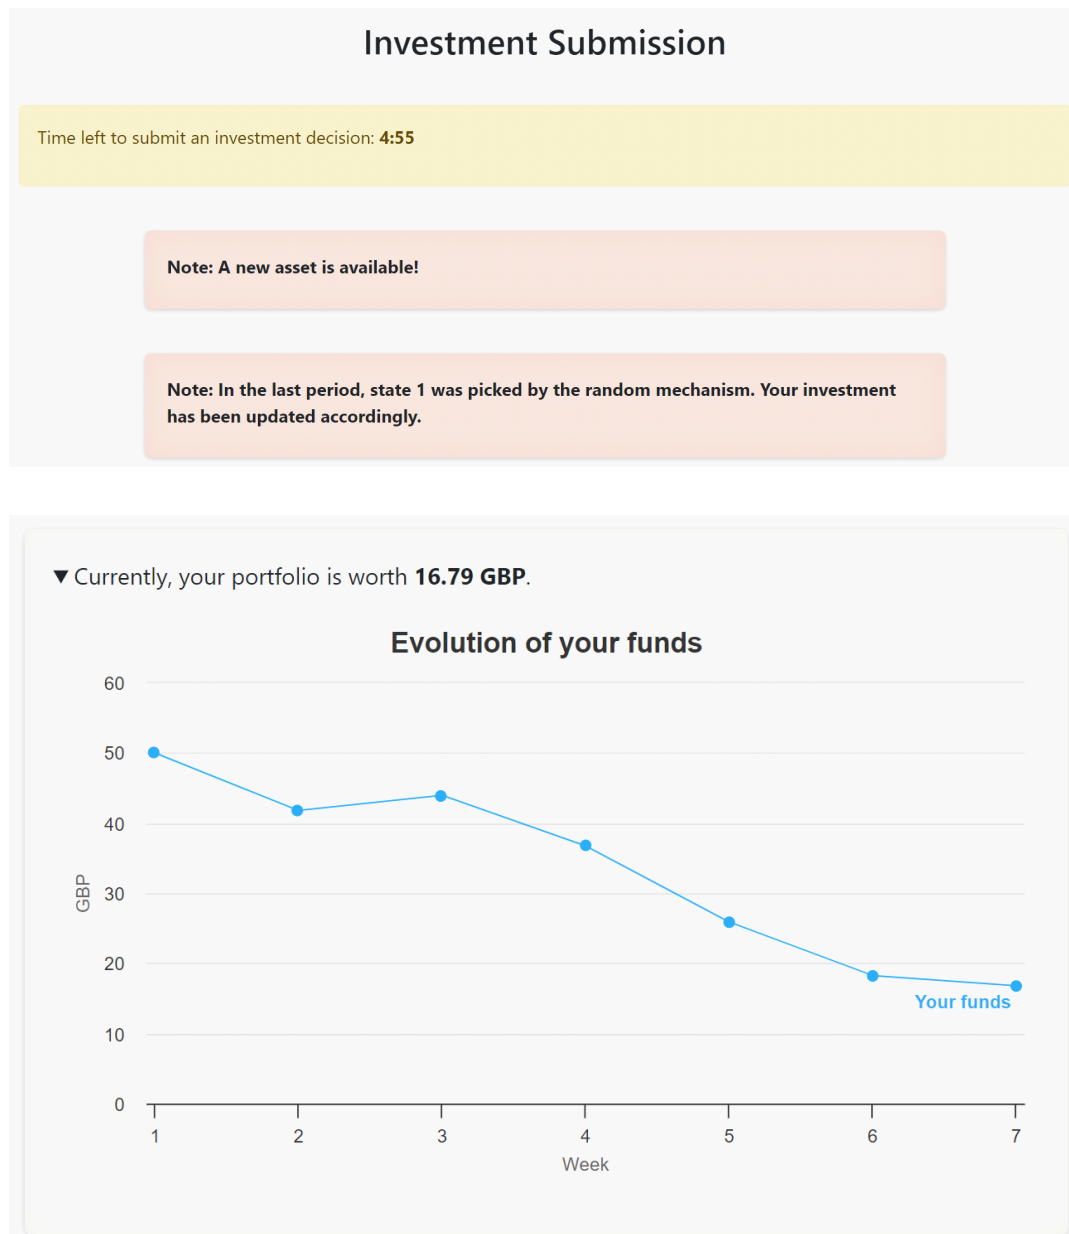 Investment Submission
Time left to submit an investment decision: 4:55
Note: A new asset is available!
Note: In the last period, state 1 was picked by the random mechanism. Your investment
has been updated accordingly.
Currently, your portfolio is worth 16.79 GBP.
Evolution of your funds
60
50
40
30
20
10
0
GBP
Your funds
1 2 3 4 5 6 7
Week